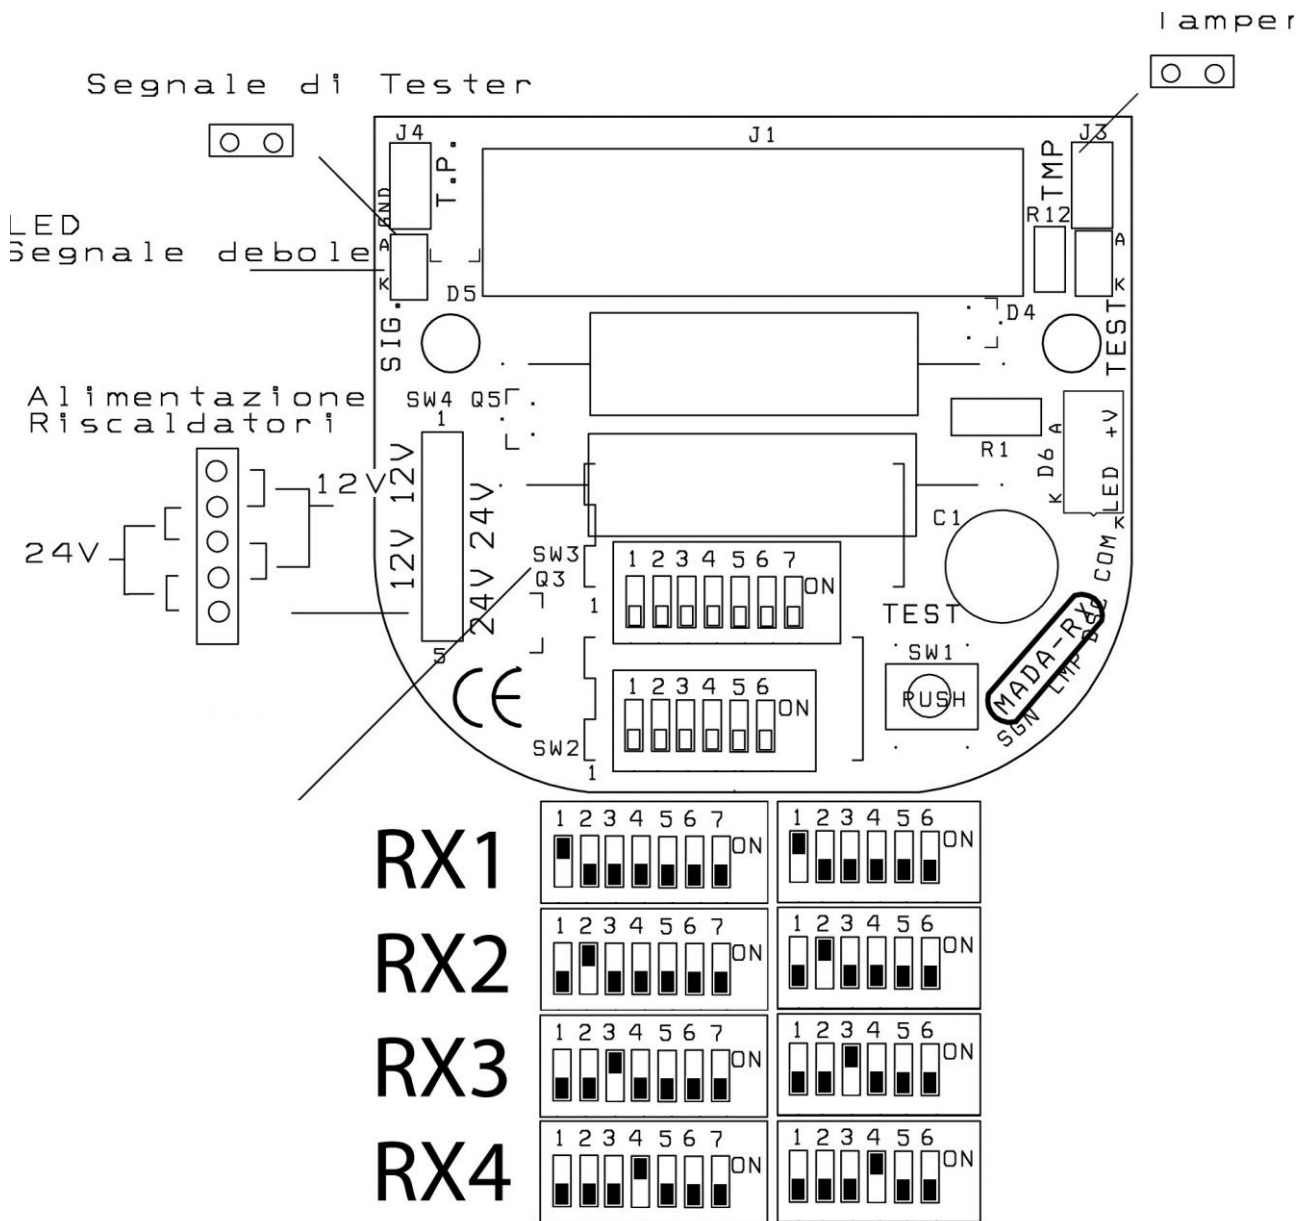 Tamper
Segnale di Tester
J4
J1
J3
GND
T.P.
TMP
R12
LED
Segnale debole
A
K
A
K
D5
D4
SIG.
TEST
Alimentazione
Riscaldatori
SW4 Q5
1
12V 12V
24V 24V
12V
24V
5
R1
D6
A
K
LED +V
K
C1
SW3
Q3
1
1 2 3 4 5 6 7
ON
TEST
SW1
PUSH
MADA-RX
SGN LMP DSC COM
CE
1 2 3 4 5 6
ON
SW2
1
RX1
1 2 3 4 5 6 7
ON
1 2 3 4 5 6
ON
RX2
1 2 3 4 5 6 7
ON
1 2 3 4 5 6
ON
RX3
1 2 3 4 5 6 7
ON
1 2 3 4 5 6
ON
RX4
1 2 3 4 5 6 7
ON
1 2 3 4 5 6
ON